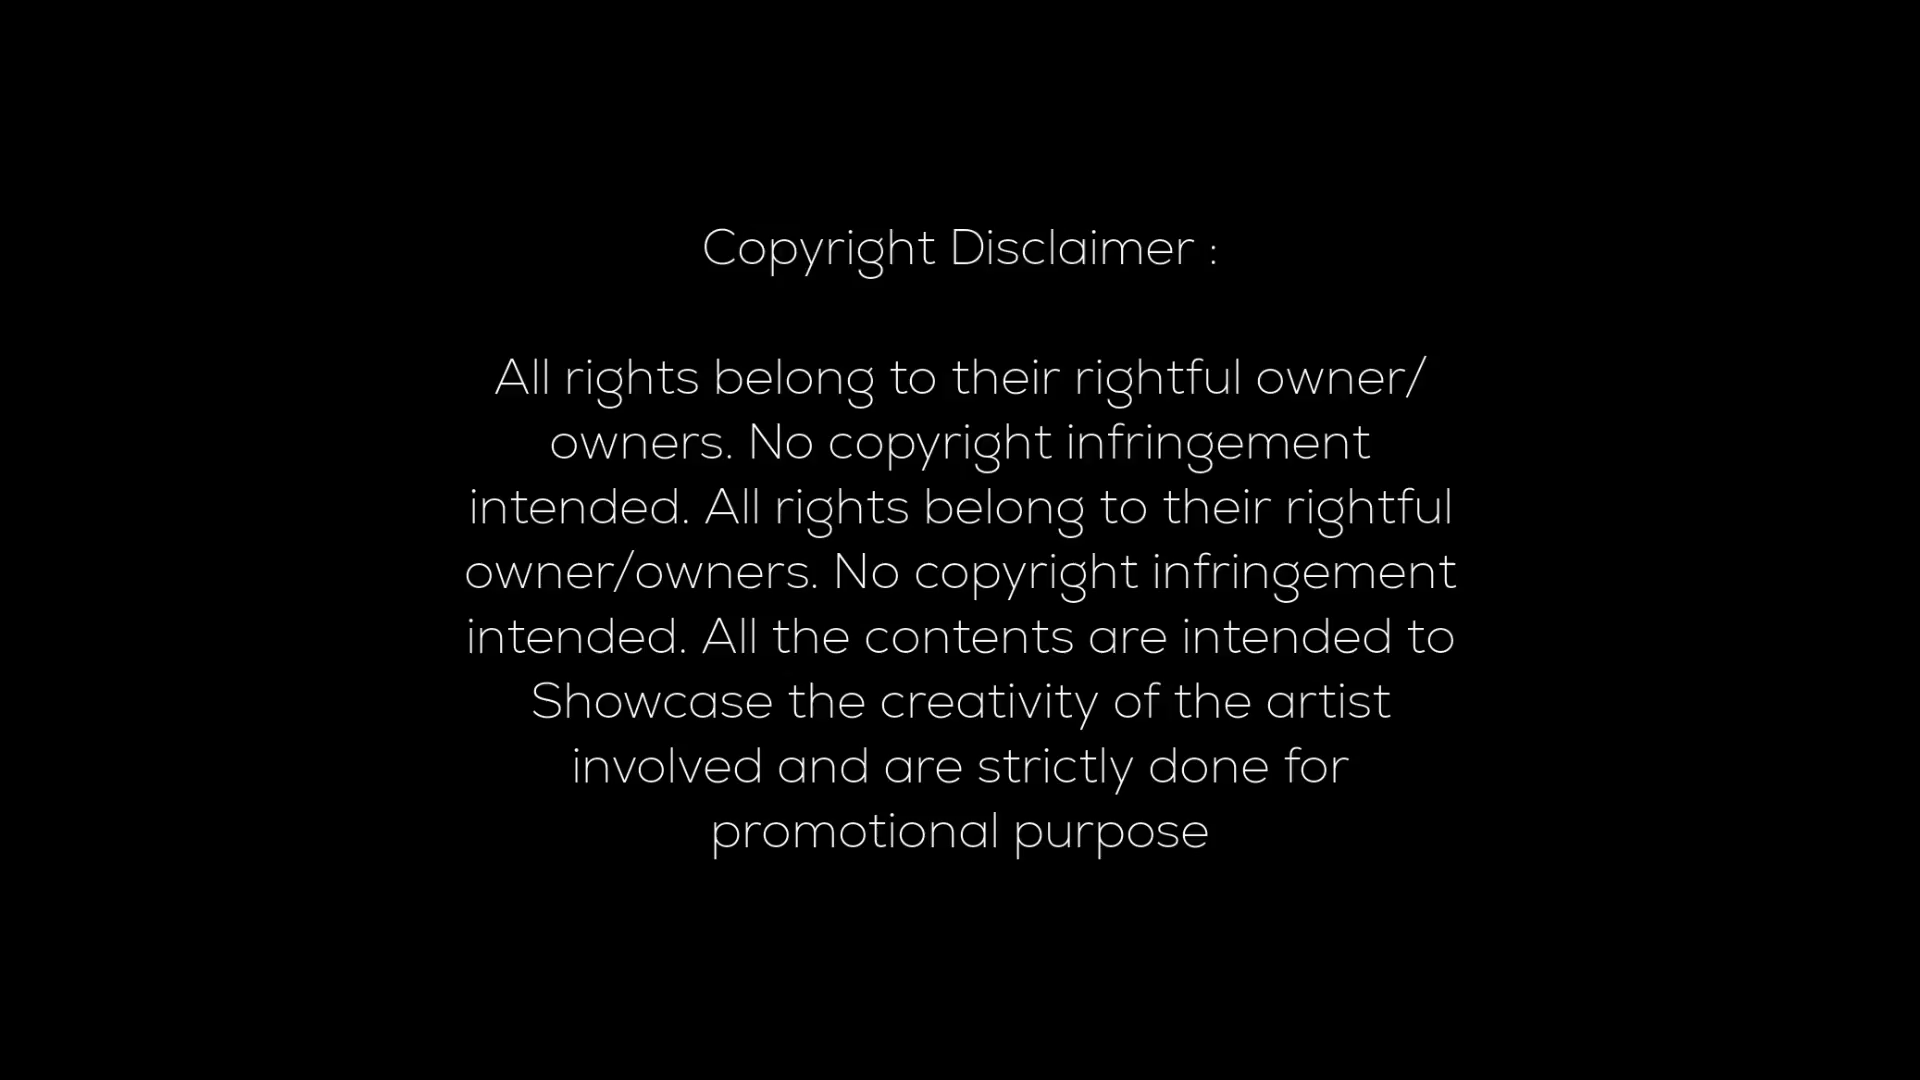 Copyright Disclaimer :
All rights belong to their rightful owner/
owners. No copyright infringement
intended. All rights belong to their rightful
owner/owners. No copyright infringement
intended. All the contents are intended to
Showcase the creativity of the artist
involved and are strictly done for
promotional purpose